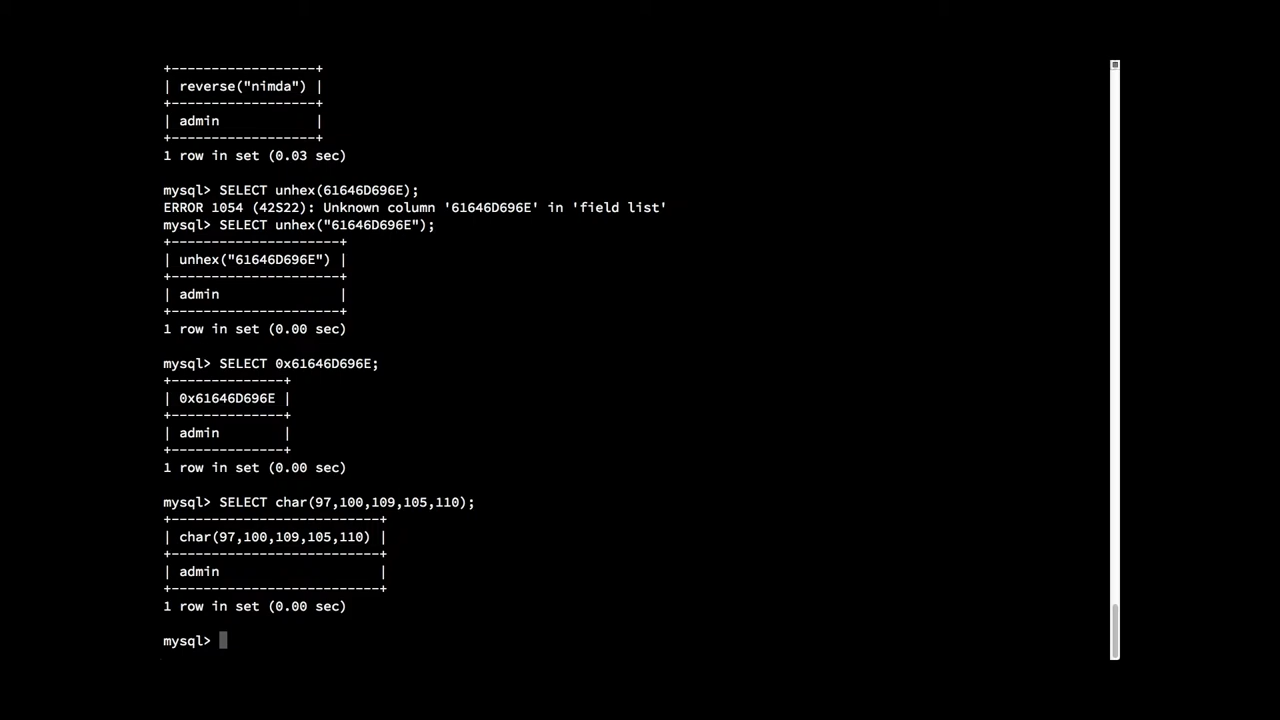 +------------------+
| reverse("nimda") |
+------------------+
| admin            |
+------------------+
1 row in set (0.03 sec)
mysql> SELECT unhex(61646D696E);
ERROR 1054 (42S22): Unknown column '61646D696E' in 'field list'
mysql> SELECT unhex("61646D696E");
+---------------------+
| unhex("61646D696E") |
+---------------------+
| admin               |
+---------------------+
1 row in set (0.00 sec)
mysql> SELECT 0x61646D696E;
+--------------+
| 0x61646D696E |
+--------------+
| admin        |
+--------------+
1 row in set (0.00 sec)
mysql> SELECT char(97,100,109,105,110);
+--------------------------+
| char(97,100,109,105,110) |
+--------------------------+
| admin                    |
+--------------------------+
1 row in set (0.00 sec)
mysql>